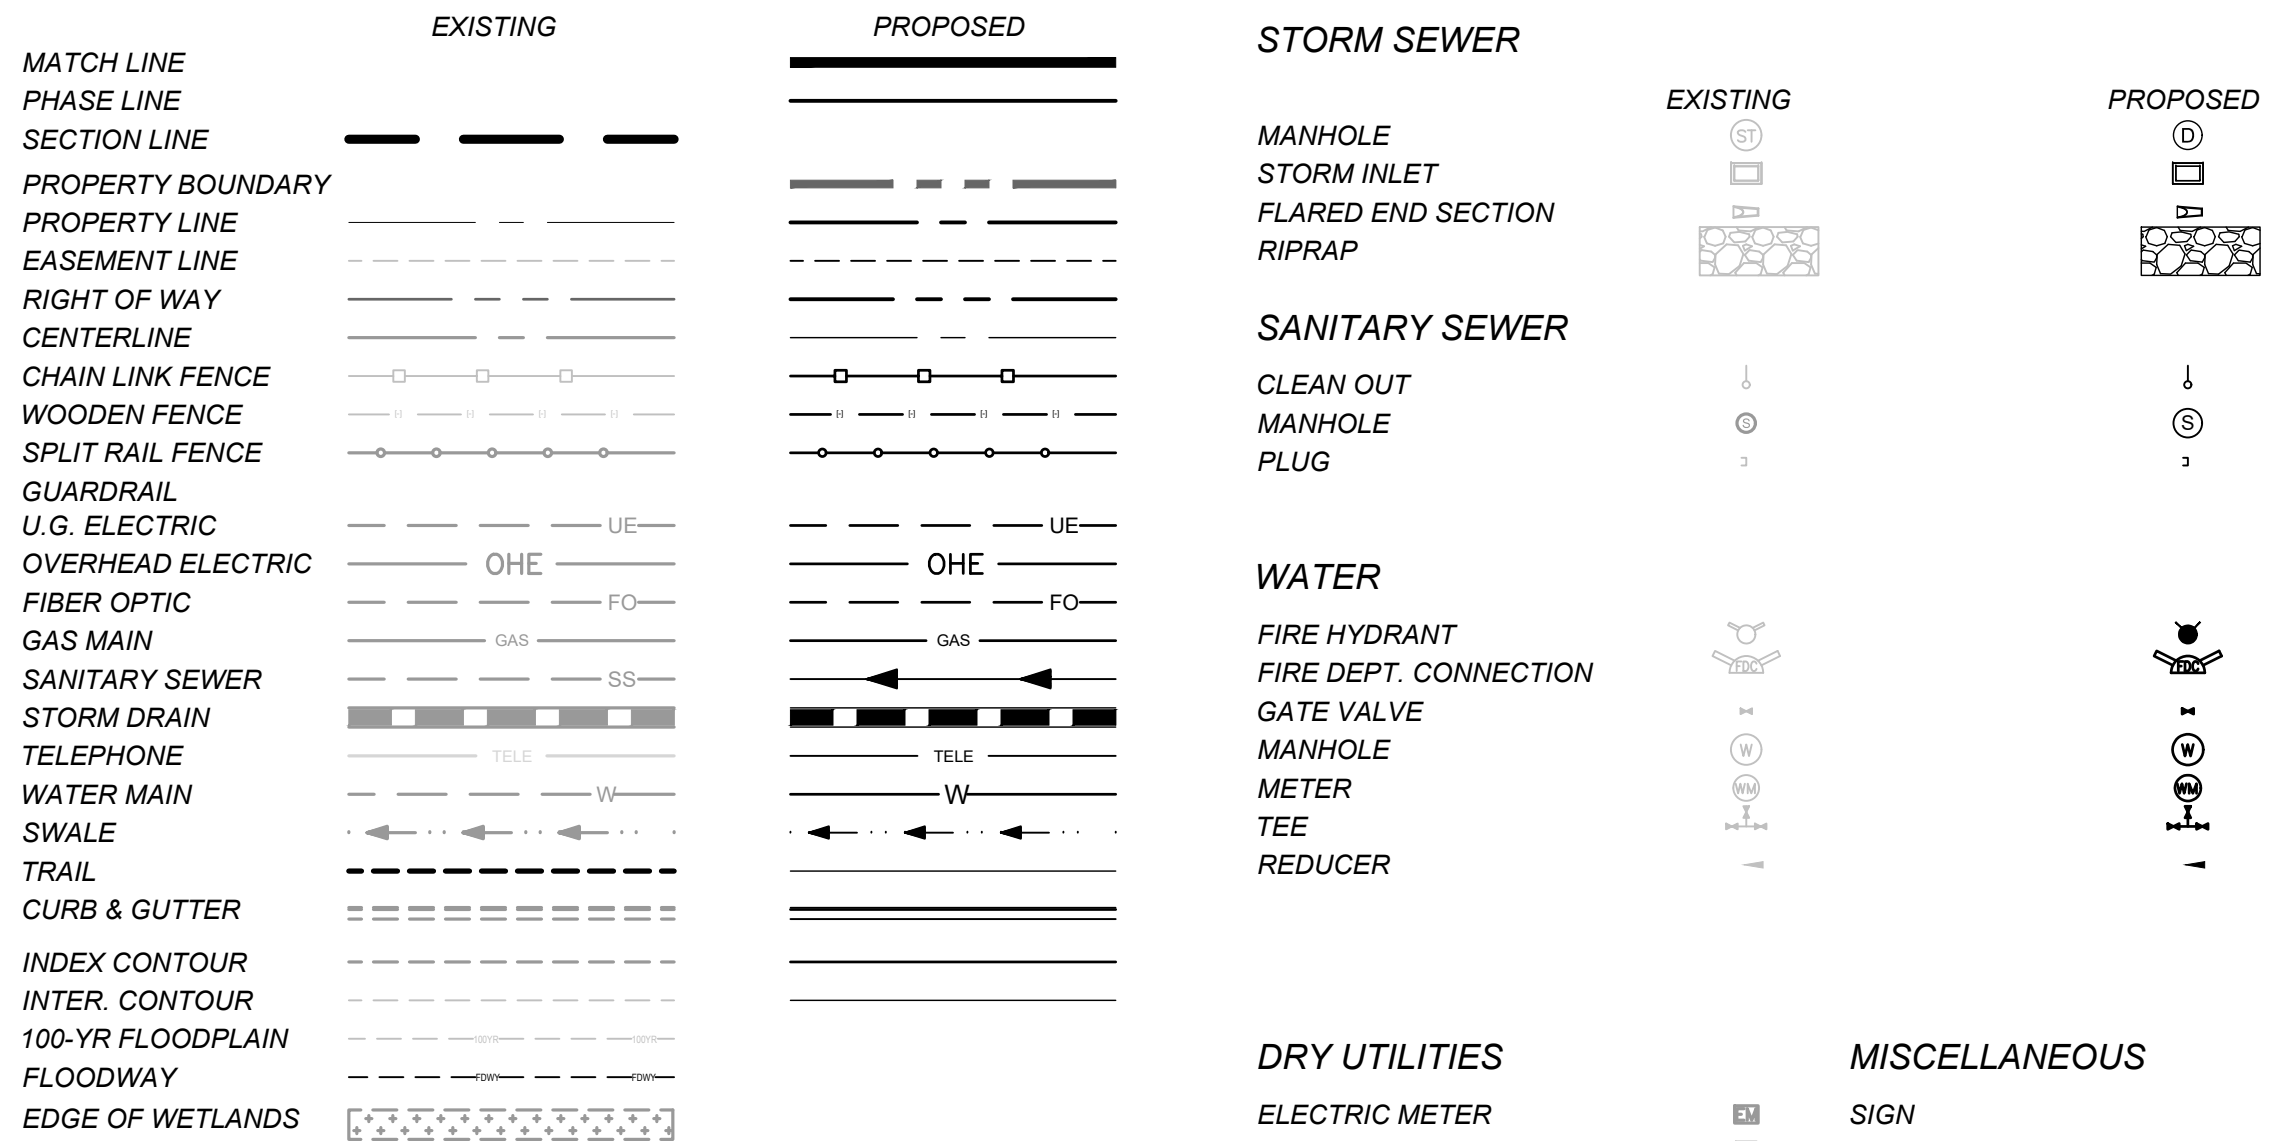 EXISTING PROPOSED
MATCH LINE
PHASE LINE
SECTION LINE
PROPERTY BOUNDARY
PROPERTY LINE
EASEMENT LINE
RIGHT OF WAY
CENTERLINE
CHAIN LINK FENCE
WOODEN FENCE
SPLIT RAIL FENCE
GUARDRAIL
U.G. ELECTRIC UE UE
OVERHEAD ELECTRIC OHE OHE
FIBER OPTIC FO FO
GAS MAIN GAS GAS
SANITARY SEWER SS
STORM DRAIN
TELEPHONE TELE TELE
WATER MAIN W W
SWALE
TRAIL
CURB & GUTTER
INDEX CONTOUR
INTER. CONTOUR
100-YR FLOODPLAIN 100YR 100YR
FLOODWAY FDWY FDWY
EDGE OF WETLANDS
STORM SEWER
EXISTING PROPOSED
MANHOLE ST D
STORM INLET
FLARED END SECTION
RIPRAP
SANITARY SEWER
CLEAN OUT
MANHOLE S S
PLUG
WATER
FIRE HYDRANT
FIRE DEPT. CONNECTION FDC FDC
GATE VALVE
MANHOLE W W
METER WM WM
TEE
REDUCER
DRY UTILITIES
ELECTRIC METER EM
MISCELLANEOUS
SIGN